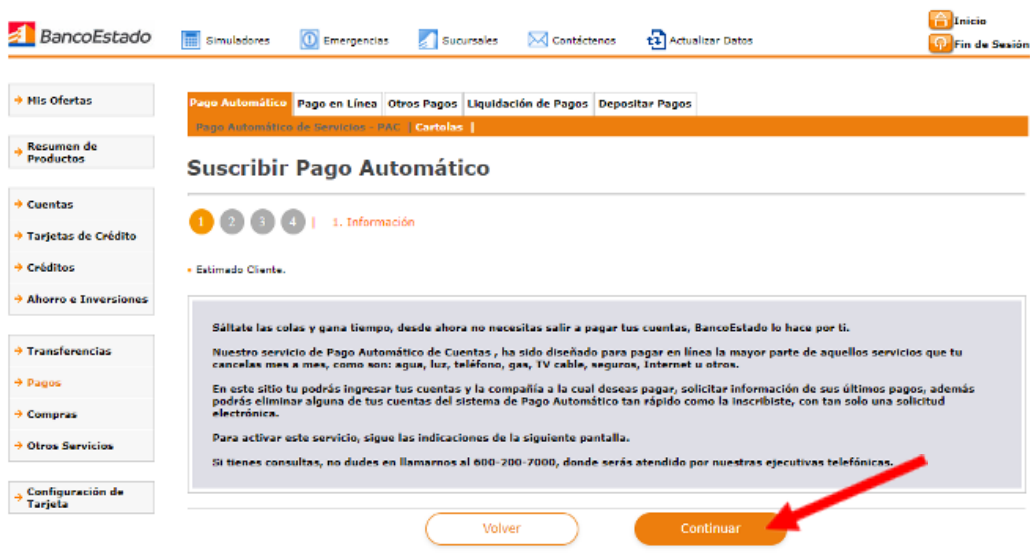 BancoEstado
Simuladores
Emergencias
Sucursales
Contáctenos
Actualizar Datos
Inicio
Fin de Sesión
Mis Ofertas
Resumen de
Productos
Cuentas
Tarjetas de Crédito
Créditos
Ahorro e Inversiones
Transferencias
Pagos
Compras
Otros Servicios
Configuración de
Tarjeta
Pago Automático Pago en Línea Otros Pagos Liquidación de Pagos Depositar Pagos
Pago Automático de Servicios - PAC | Cartolas |
Suscribir Pago Automático
1 2 3 4 | 1. Información
Estimado Cliente.
Sáltate las colas y gana tiempo, desde ahora no necesitas salir a pagar tus cuentas, BancoEstado lo hace por ti.
Nuestro servicio de Pago Automático de Cuentas , ha sido diseñado para pagar en línea la mayor parte de aquellos servicios que tu
cancelas mes a mes, como son: agua, luz, teléfono, gas, TV cable, seguros, Internet u otros.
En este sitio tu podrás ingresar tus cuentas y la compañía a la cual deseas pagar, solicitar información de sus últimos pagos, además
podrás eliminar alguna de tus cuentas del sistema de Pago Automático tan rápido como la inscribiste, con tan solo una solicitud
electrónica.
Para activar este servicio, sigue las indicaciones de la siguiente pantalla.
Si tienes consultas, no dudes en llamarnos al 600-200-7000, donde serás atendido por nuestras ejecutivas telefónicas.
Volver
Continuar